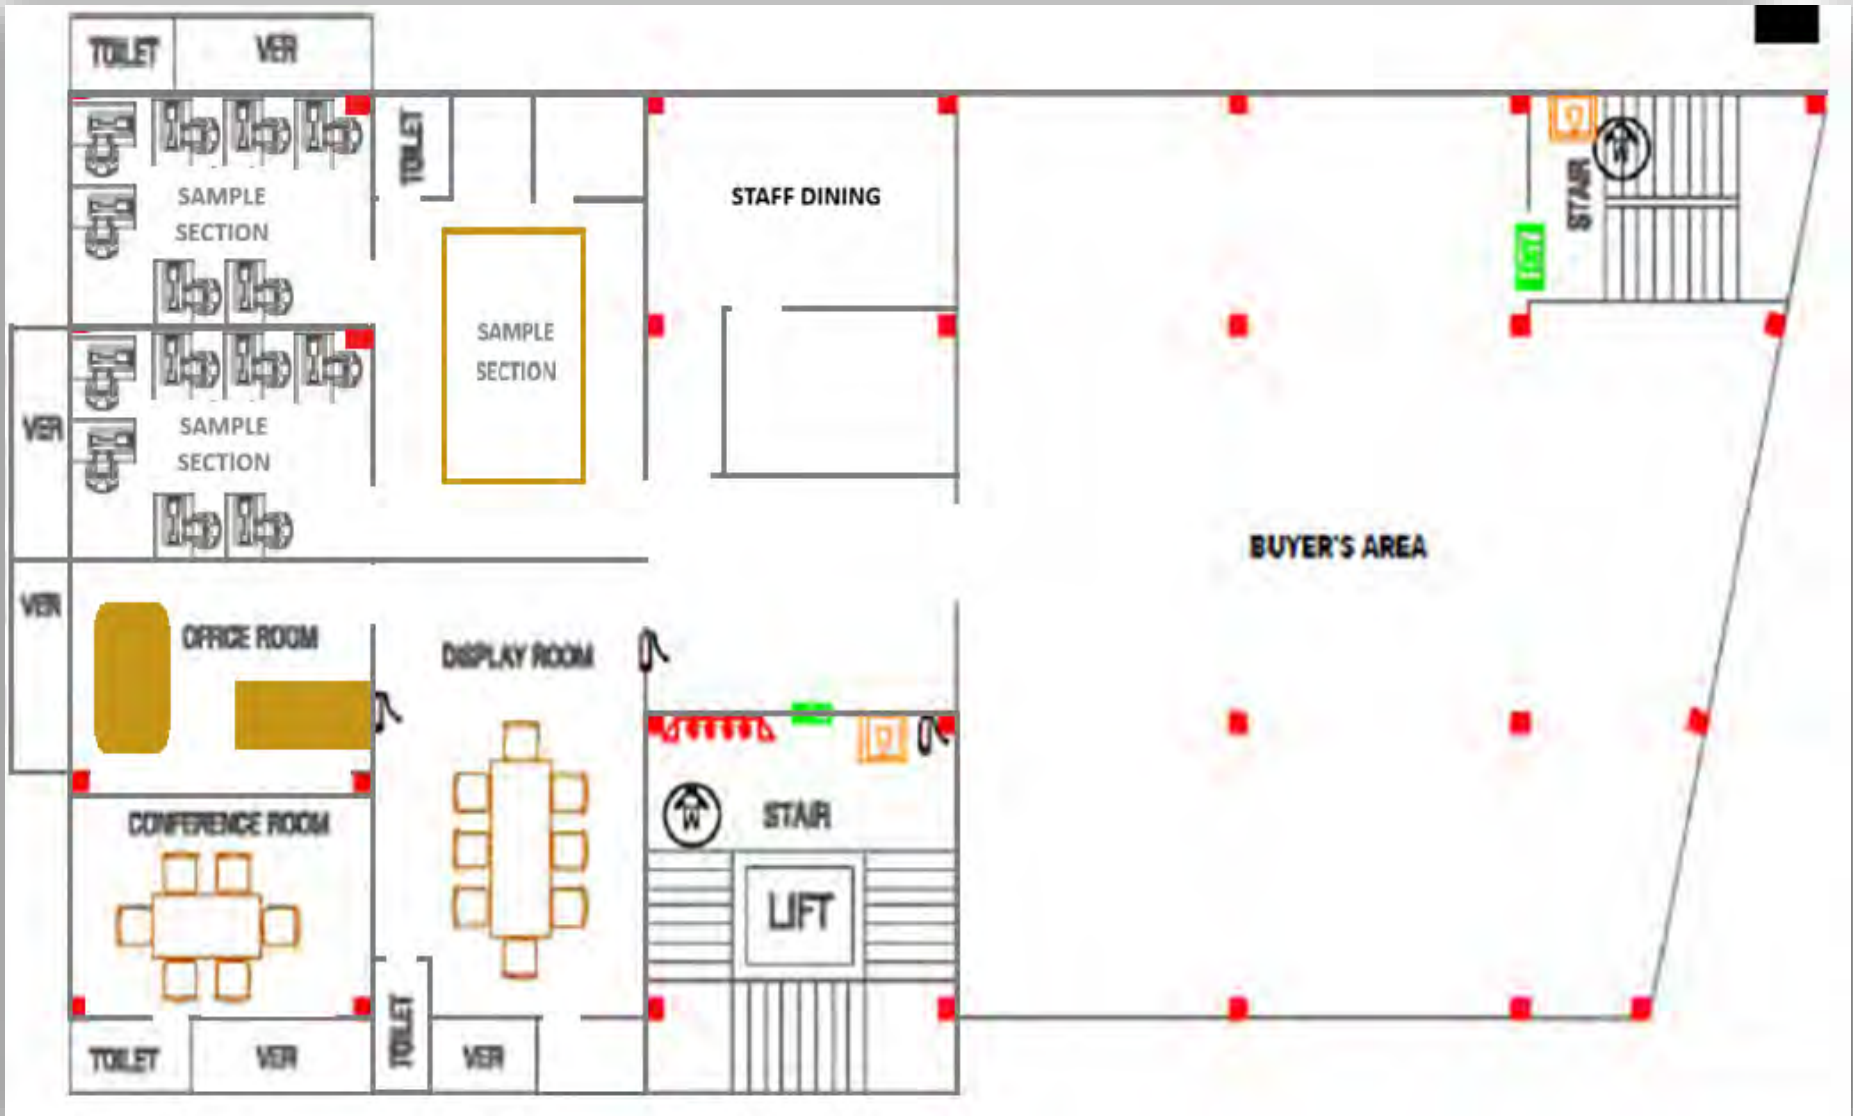 TOILET
VER
TOILET
SAMPLE
SECTION
STAFF DINING
STAIR
W
EXIT
SAMPLE
SECTION
VER
SAMPLE
SECTION
BUYER'S AREA
VER
OFFICE ROOM
DISPLAY ROOM
CONFERENCE ROOM
W
STAIR
LIFT
TOILET
VER
TOILET
VER